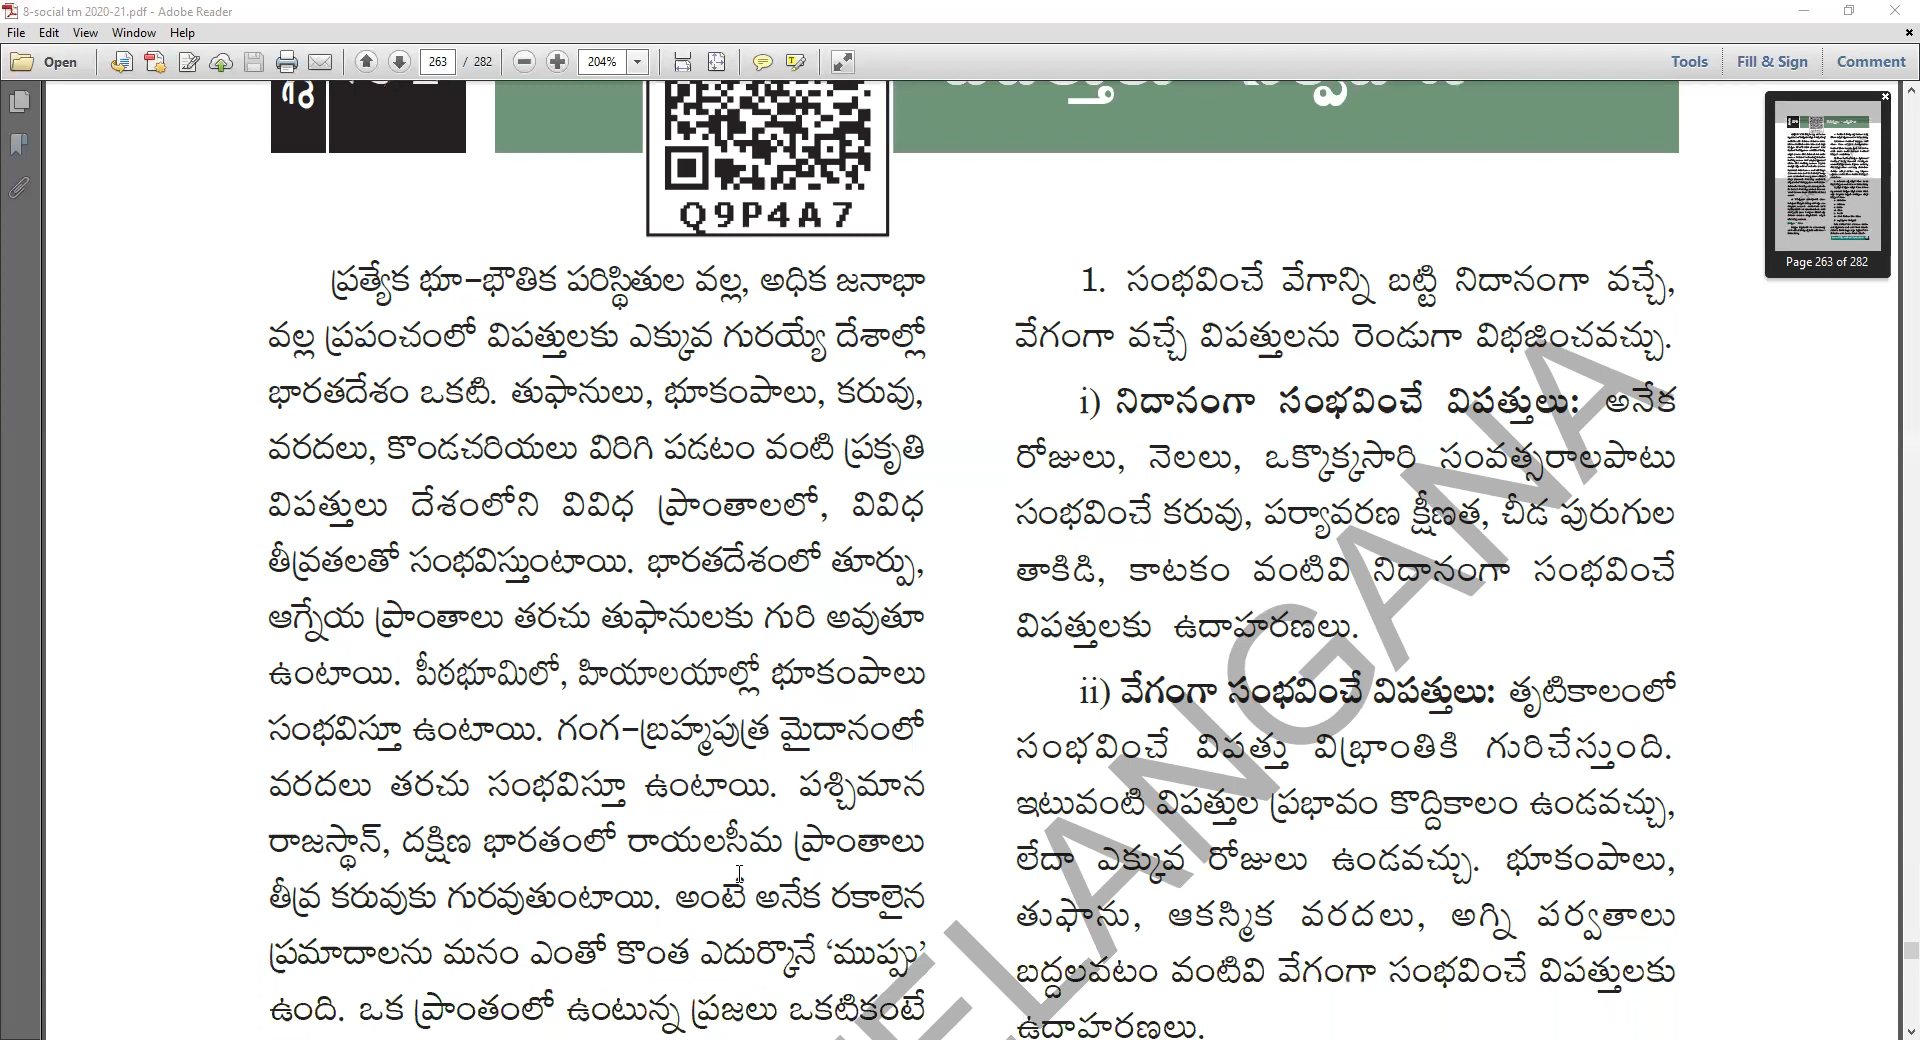 8-social tm 2020-21.pdf - Adobe Reader
File Edit View Window Help
Open 263 / 282 204% Tools Fill & Sign Comment
Q9P4A7
ప్రత్యేక భూ-భౌతిక పరిస్థితుల వల్ల, అధిక జనాభా
వల్ల ప్రపంచంలో విపత్తులకు ఎక్కువ గురయ్యే దేశాల్లో
భారతదేశం ఒకటి. తుఫానులు, భూకంపాలు, కరువు,
వరదలు, కొండచరియలు విరిగి పడటం వంటి ప్రకృతి
విపత్తులు దేశంలోని వివిధ ప్రాంతాలలో, వివిధ
తీవ్రతలతో సంభవిస్తుంటాయి. భారతదేశంలో తూర్పు,
ఆగ్నేయ ప్రాంతాలు తరచు తుఫానులకు గురి అవుతూ
ఉంటాయి. పీఠభూమిలో, హియాలయాల్లో భూకంపాలు
సంభవిస్తూ ఉంటాయి. గంగ-బ్రహ్మపుత్ర మైదానంలో
వరదలు తరచు సంభవిస్తూ ఉంటాయి. పశ్చిమాన
రాజస్థాన్, దక్షిణ భారతంలో రాయలసీమ ప్రాంతాలు
తీవ్ర కరువుకు గురవుతుంటాయి. అంటే అనేక రకాలైన
ప్రమాదాలను మనం ఎంతో కొంత ఎదుర్కొనే ‘ముప్పు’
ఉంది. ఒక ప్రాంతంలో ఉంటున్న ప్రజలు ఒకటికంటే
1. సంభవించే వేగాన్ని బట్టి నిదానంగా వచ్చే,
వేగంగా వచ్చే విపత్తులను రెండుగా విభజించవచ్చు.
i) నిదానంగా సంభవించే విపత్తులు: అనేక
రోజులు, నెలలు, ఒక్కొక్కసారి సంవత్సరాలపాటు
సంభవించే కరువు, పర్యావరణ క్షీణత, చీడ పురుగుల
తాకిడి, కాటకం వంటివి నిదానంగా సంభవించే
విపత్తులకు ఉదాహరణలు.
ii) వేగంగా సంభవించే విపత్తులు: తృటికాలంలో
సంభవించే విపత్తు విభ్రాంతికి గురిచేస్తుంది.
ఇటువంటి విపత్తుల ప్రభావం కొద్దికాలం ఉండవచ్చు,
లేదా ఎక్కువ రోజులు ఉండవచ్చు. భూకంపాలు,
తుఫాను, ఆకస్మిక వరదలు, అగ్ని పర్వతాలు
బద్దలవటం వంటివి వేగంగా సంభవించే విపత్తులకు
ఉదాహరణలు.
ELANGANA
Page 263 of 282